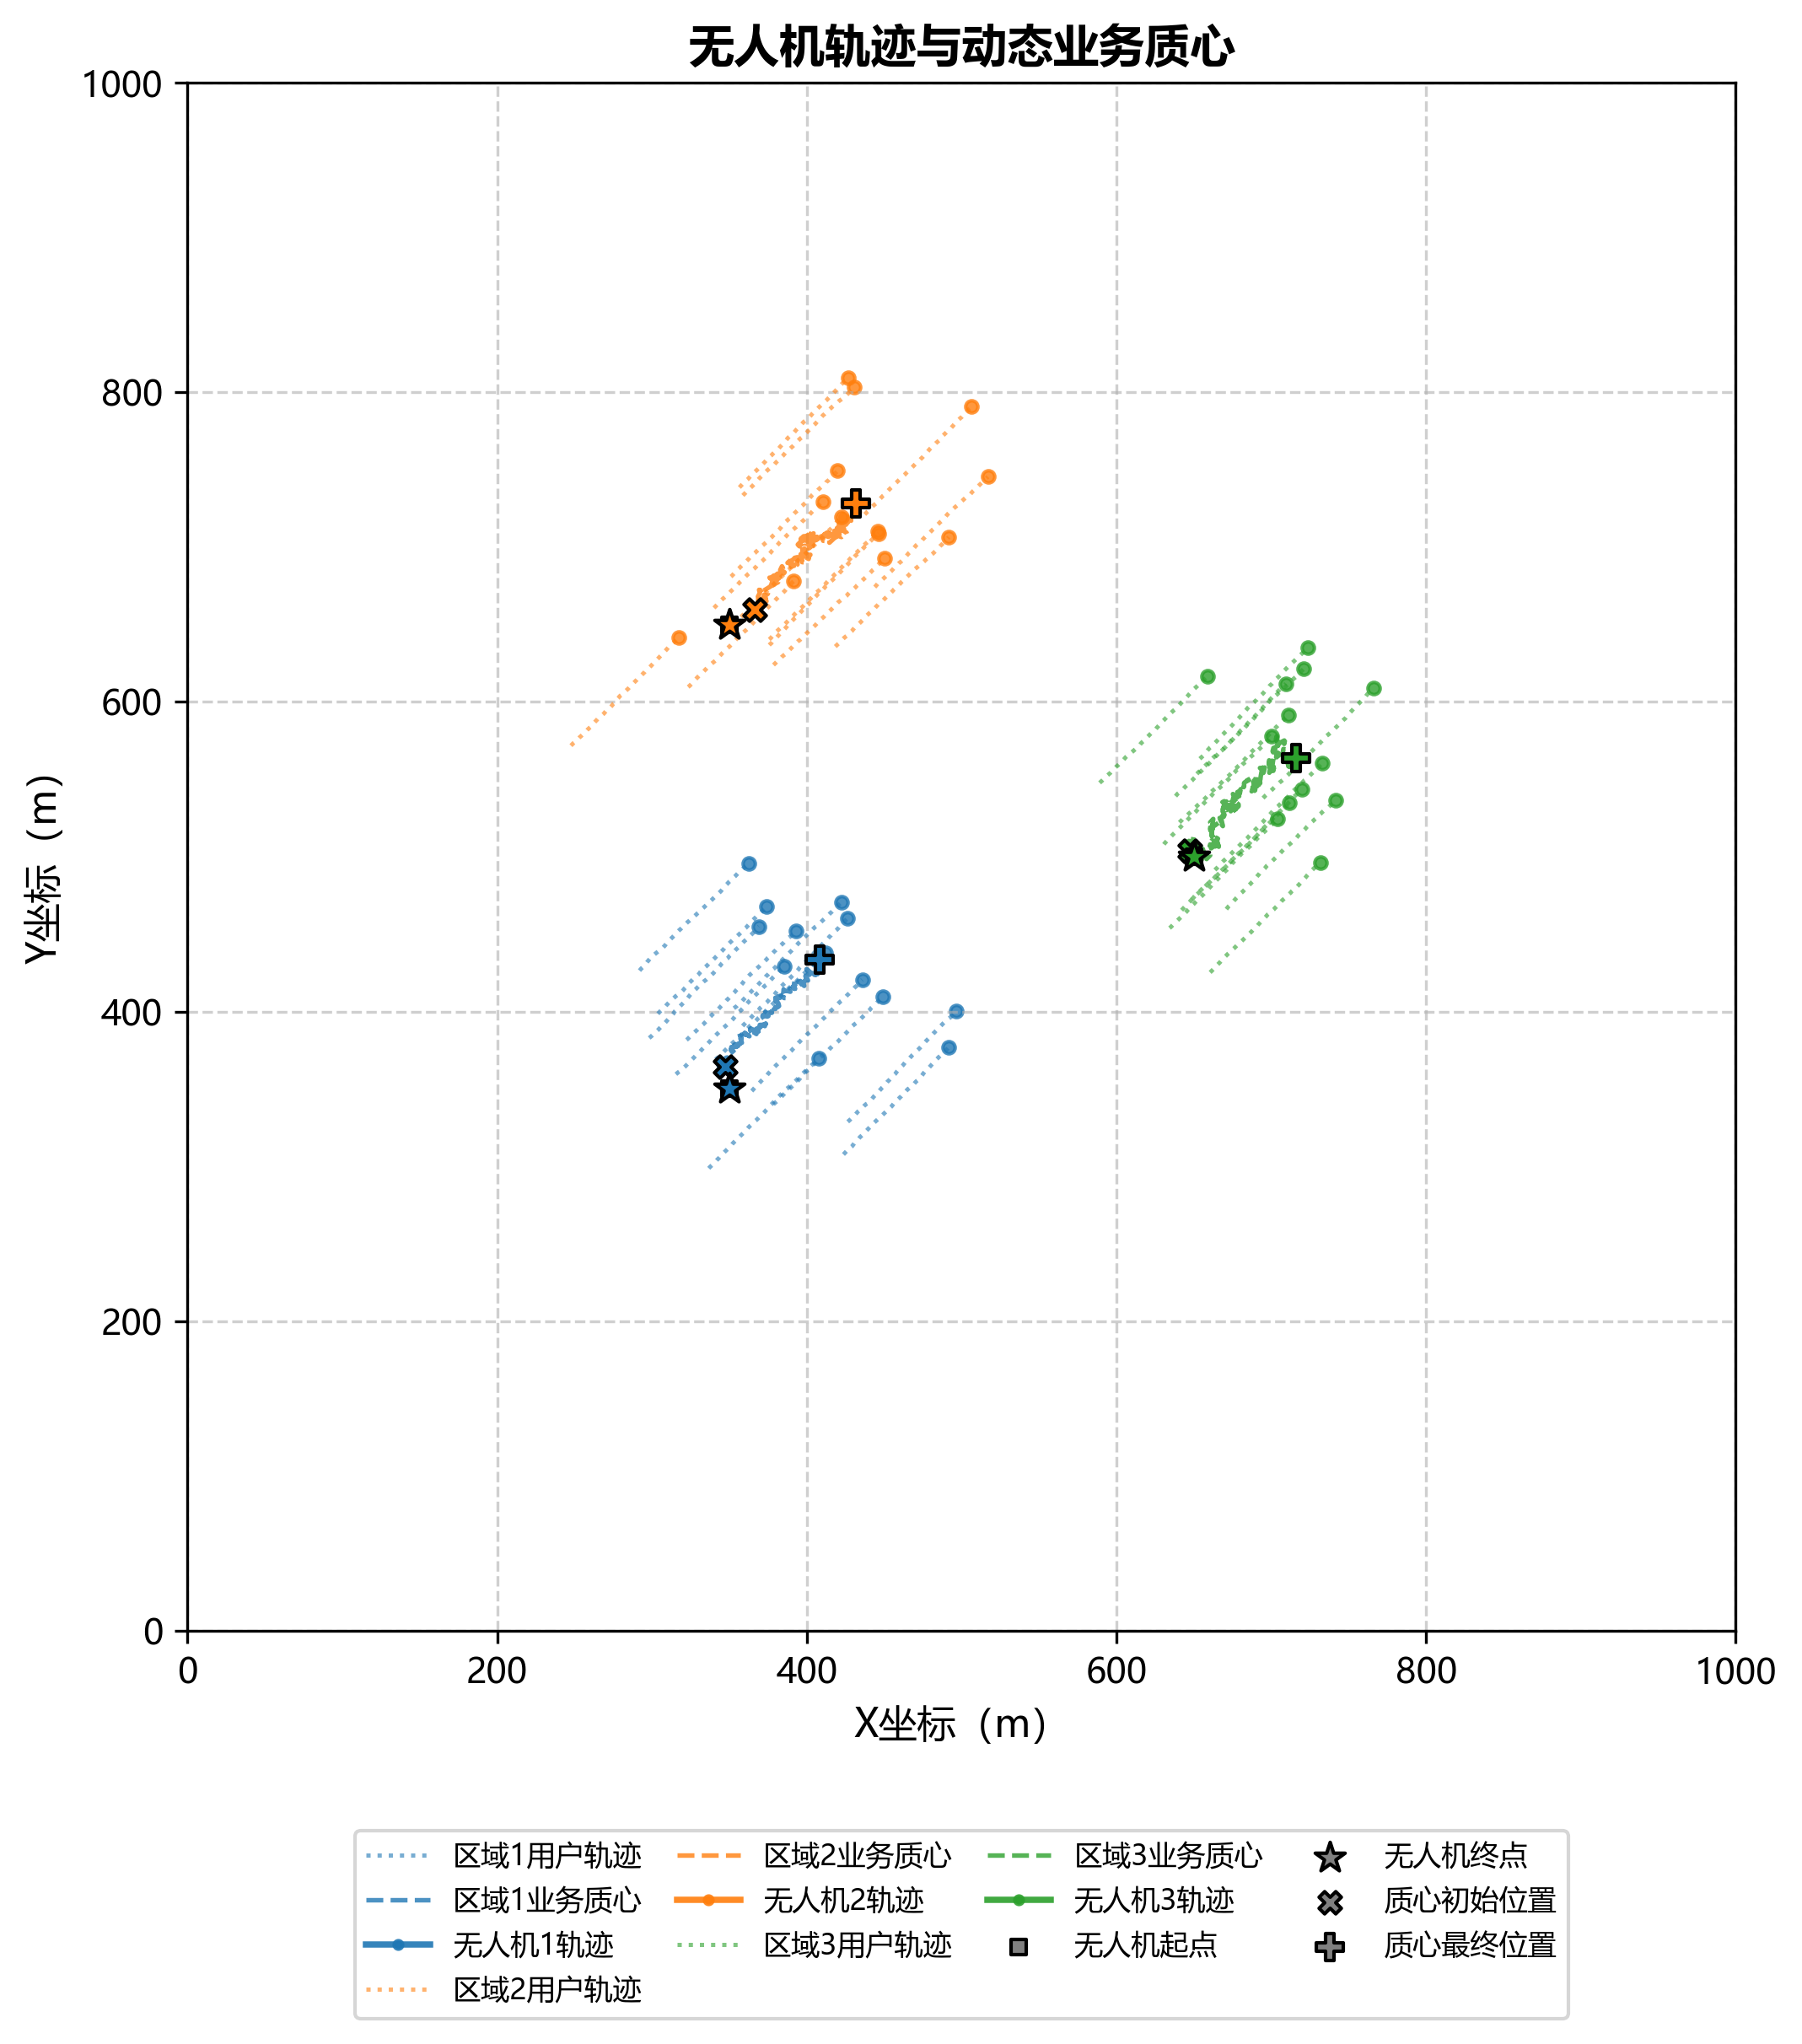 无人机轨迹与动态业务质心
1000
800
600
400
200
0
Y坐标（m）
0 200 400 600 800 1000
X坐标（m）
区域1用户轨迹 区域2业务质心 区域3业务质心 无人机终点
区域1业务质心 无人机2轨迹 无人机3轨迹 质心初始位置
无人机1轨迹 区域3用户轨迹 无人机起点 质心最终位置
区域2用户轨迹